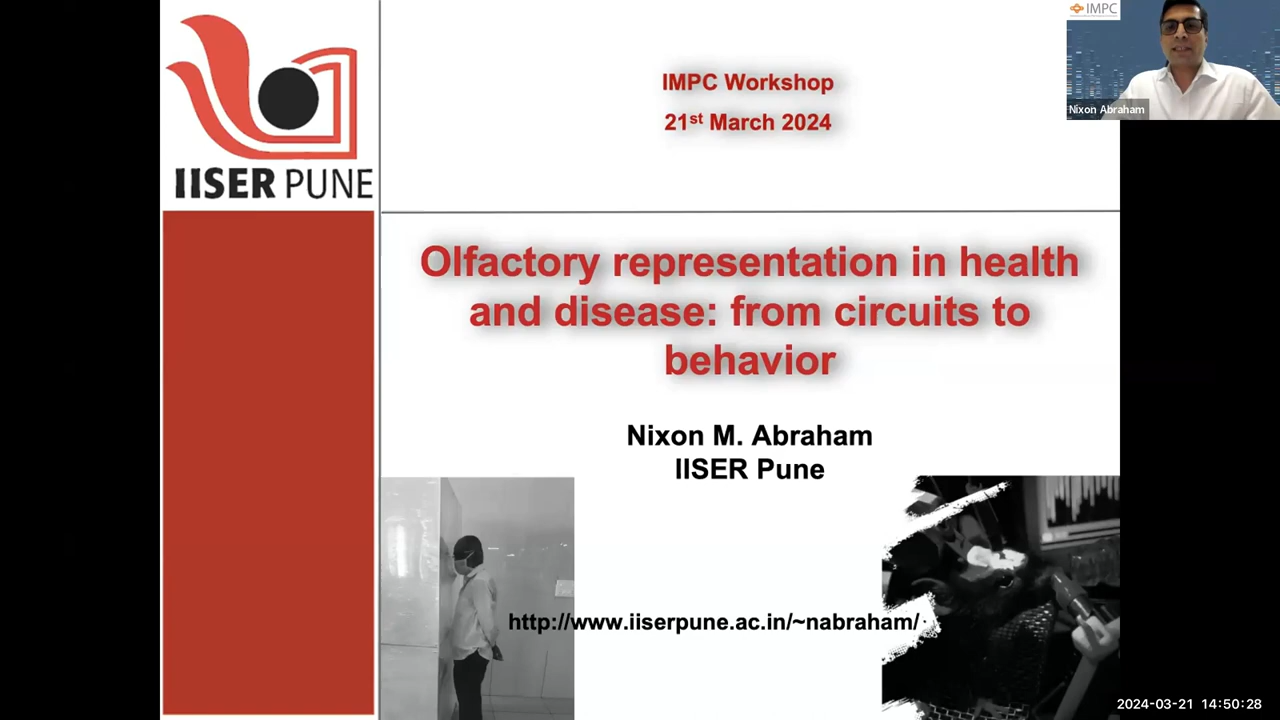 IISER PUNE
IMPC Workshop
21st March 2024
IMPC
Nixon Abraham
Olfactory representation in health
and disease: from circuits to
behavior
Nixon M. Abraham
IISER Pune
http://www.iiserpune.ac.in/~nabraham/
2024-03-21 14:50:28